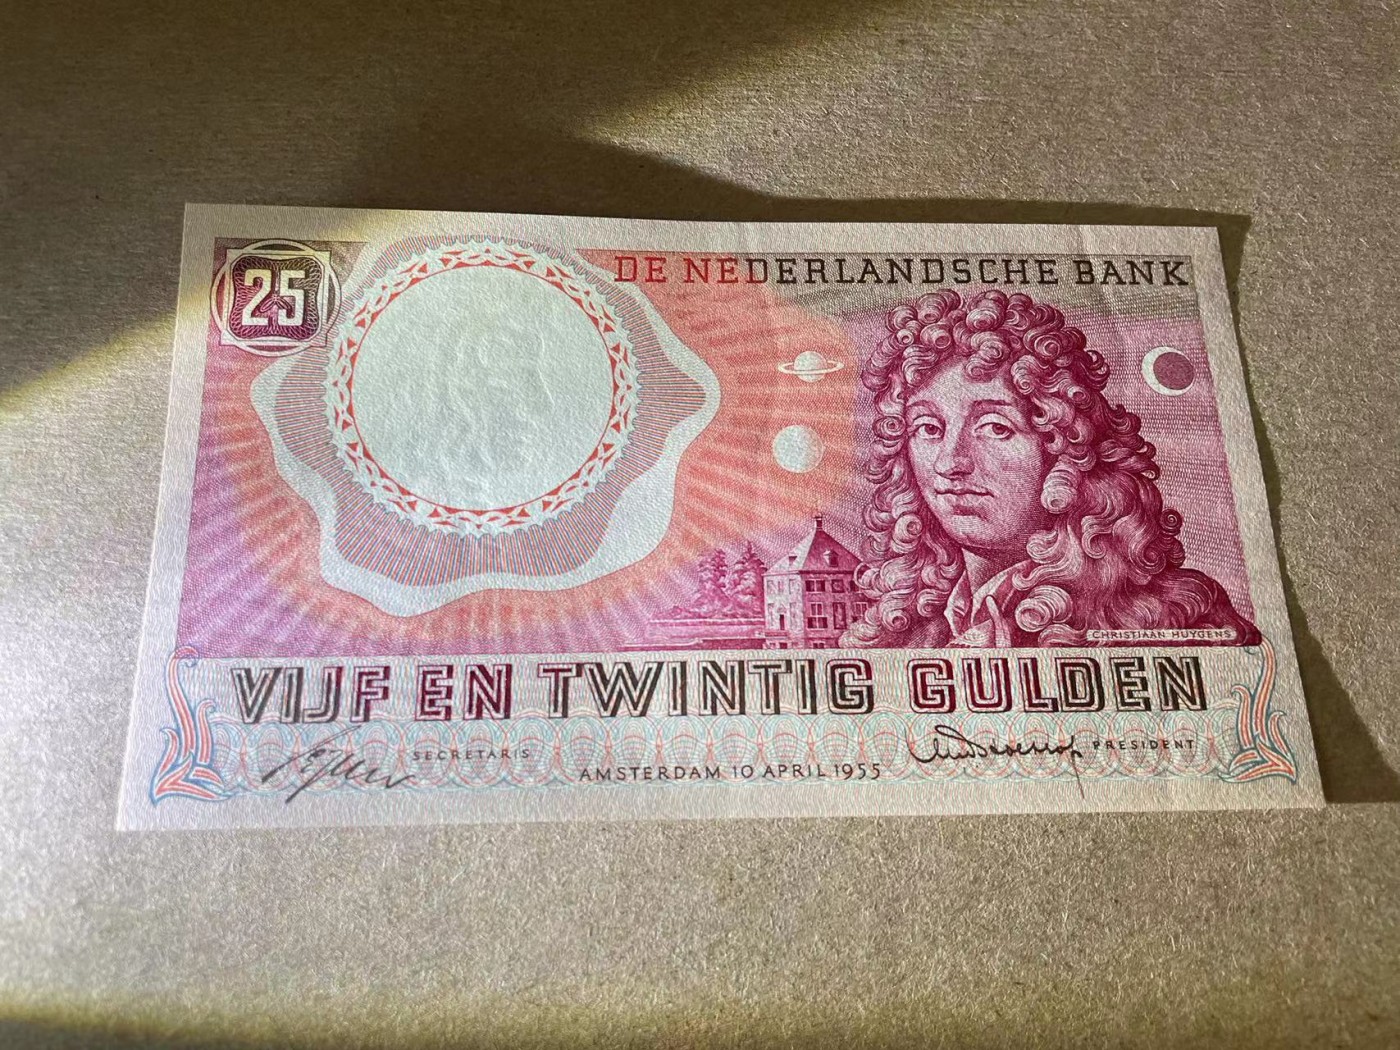 25
DE NEDERLANDSCHE BANK
CHRISTIAAN HUYGENS
VIJF EN TWINTIG GULDEN
SECRETARIS
PRESIDENT
AMSTERDAM 10 APRIL 1955